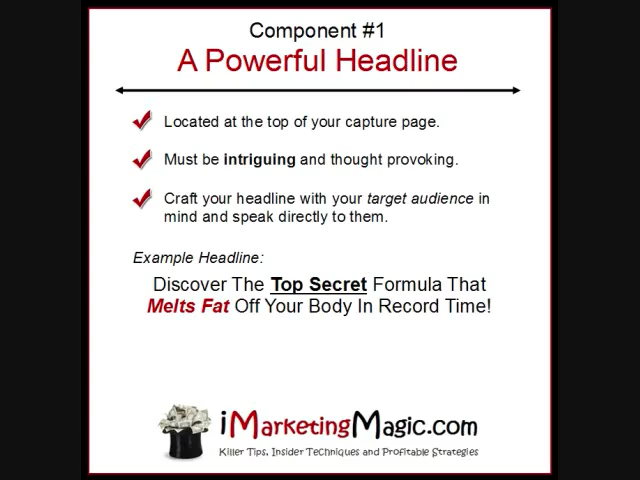 Component #1
A Powerful Headline
Located at the top of your capture page.
Must be intriguing and thought provoking.
Craft your headline with your target audience in
mind and speak directly to them.
Example Headline:
Discover The Top Secret Formula That
Melts Fat Off Your Body In Record Time!
iMarketingMagic.com
Killer Tips, Insider Techniques and Profitable Strategies